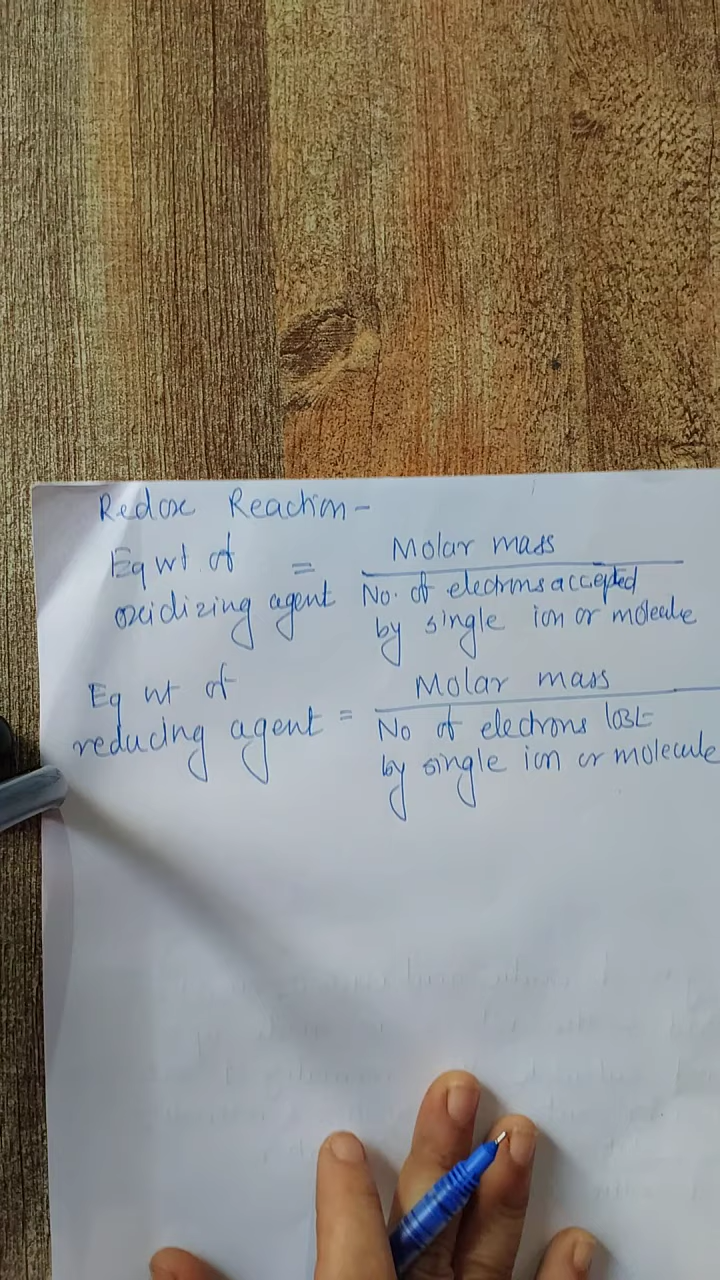 Redox Reaction -
Eq wt. of = Molar mass
oxidizing agent No. of electrons accepted
by single ion or molecule
Eq wt of
reducing agent = Molar mass
No of electrons lost
by single ion or molecule